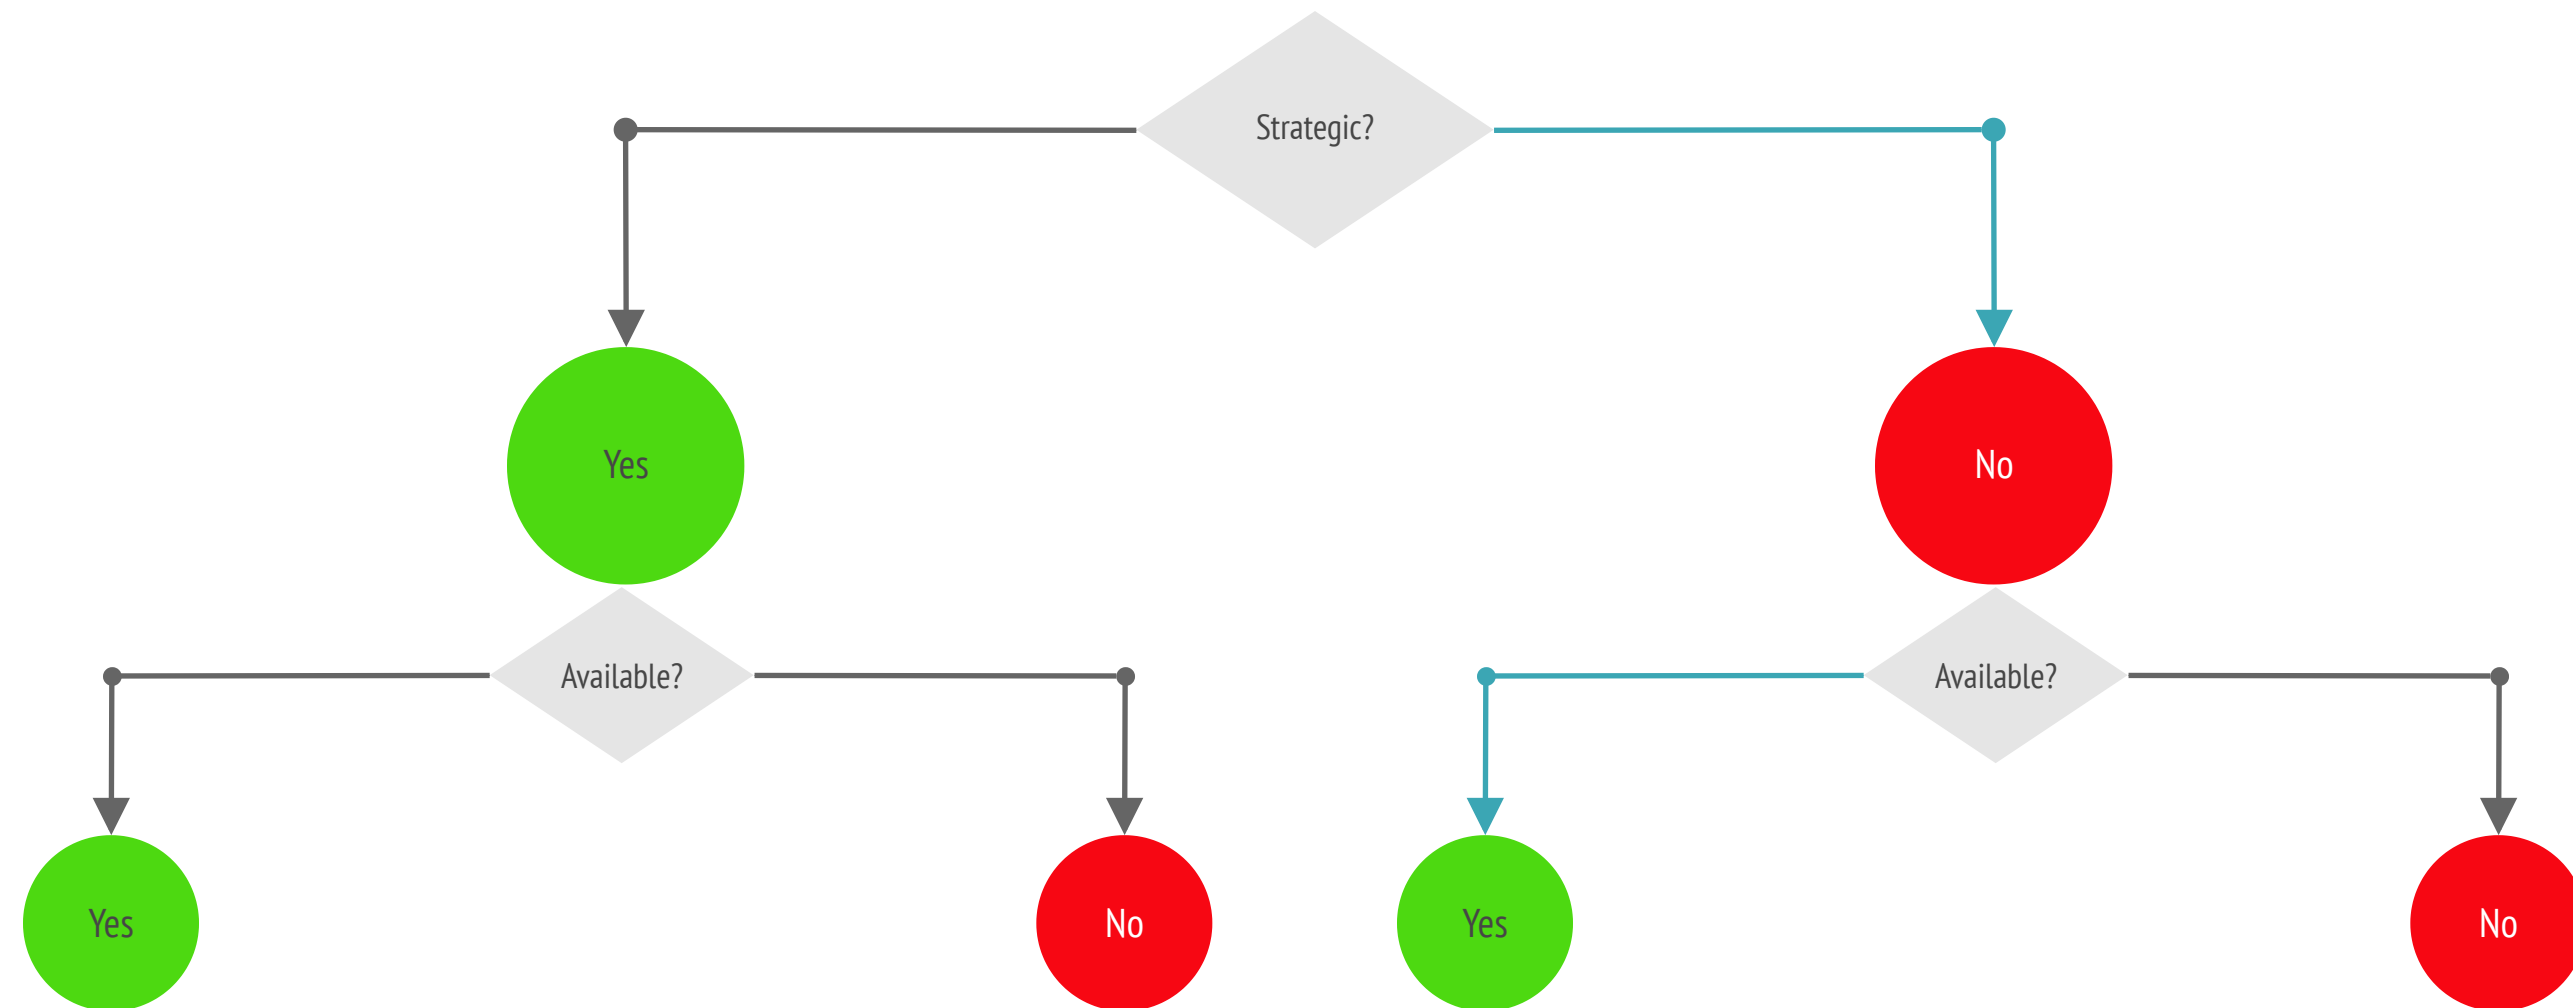 Strategic?
Yes
No
Available?
Available?
Yes
No
Yes
No